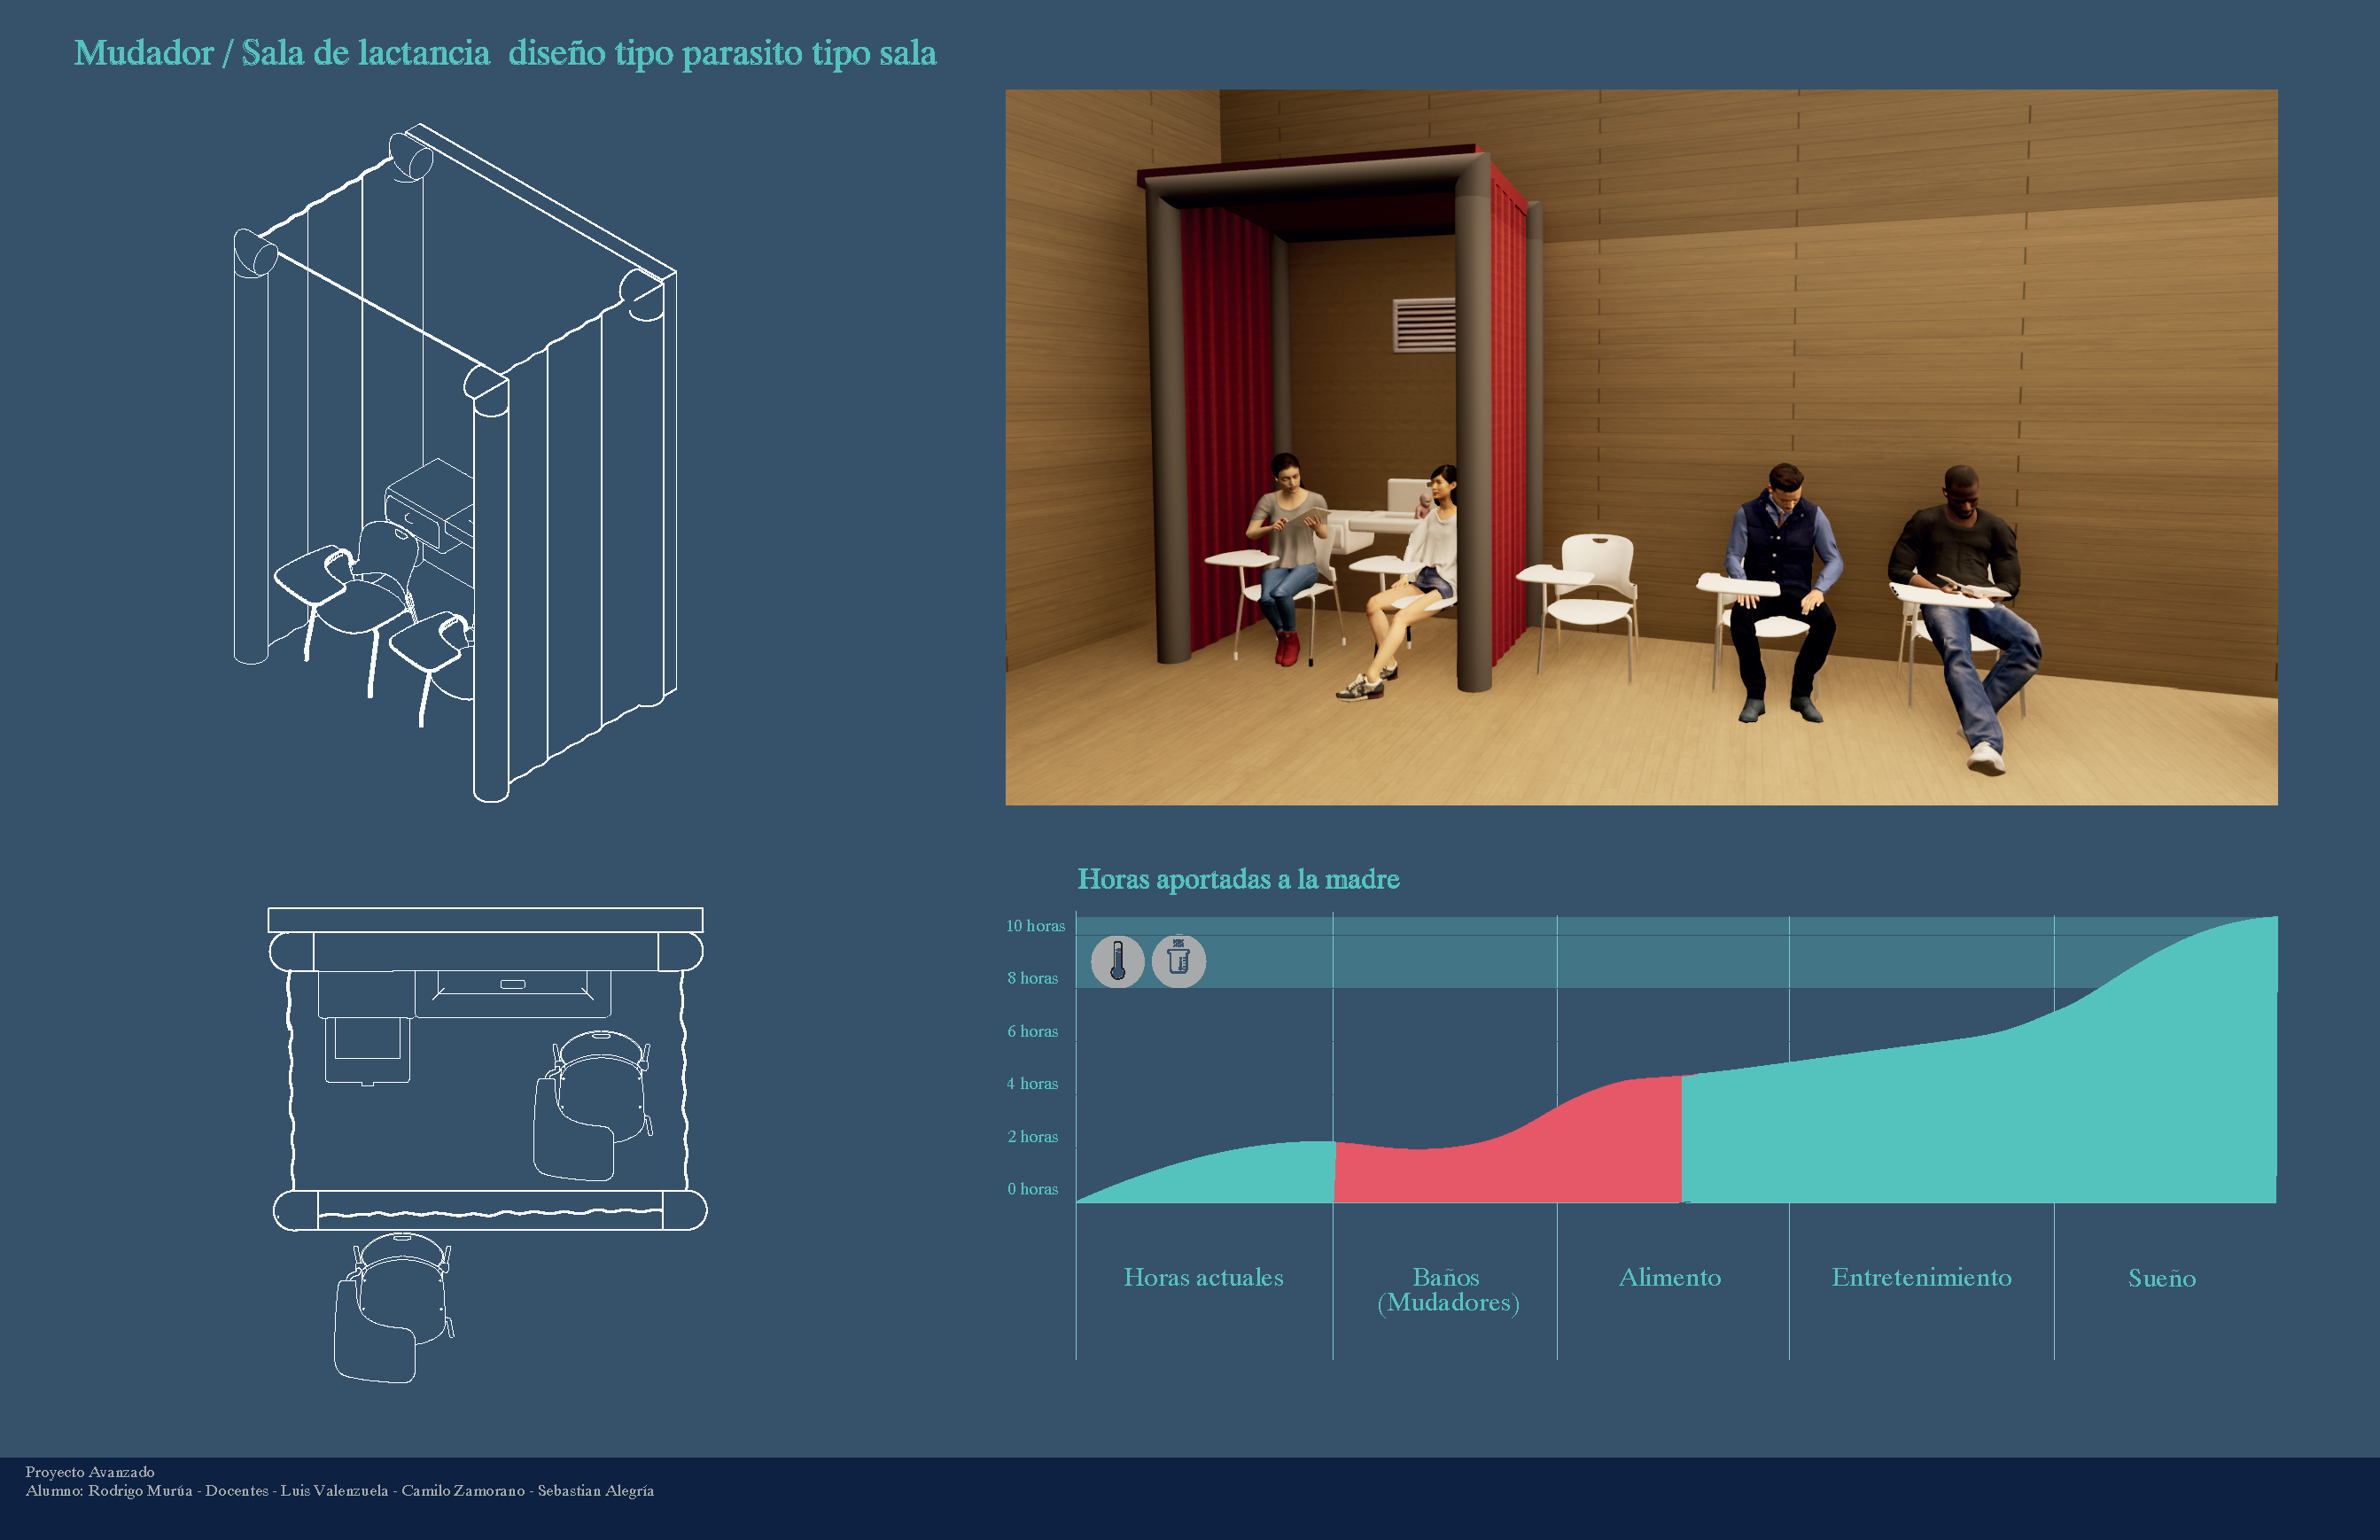 Mudador / Sala de lactancia diseño tipo parasito tipo sala
Horas aportadas a la madre
10 horas
8 horas
6 horas
4 horas
2 horas
0 horas
Horas actuales
Baños
(Mudadores)
Alimento
Entretenimiento
Sueño
Proyecto Avanzado
Alumno: Rodrigo Murúa - Docentes - Luis Valenzuela - Camilo Zamorano - Sebastian Alegría